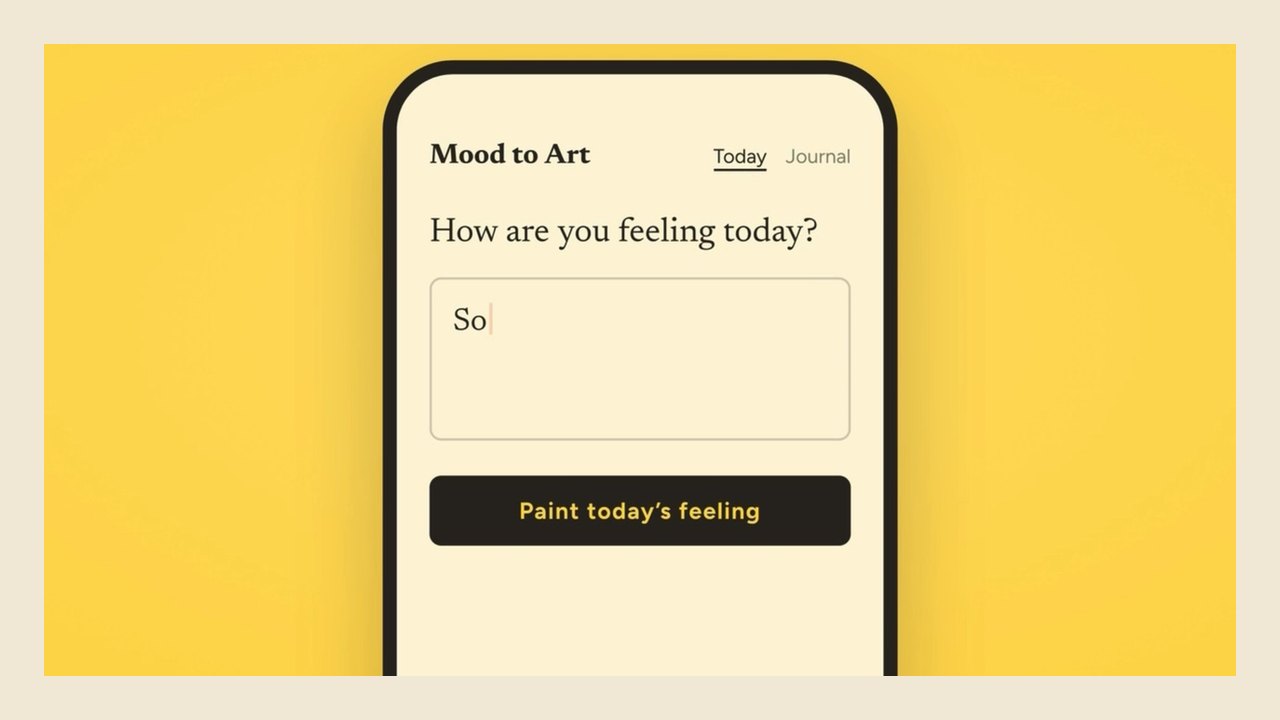 Mood to Art
Today Journal
How are you feeling today?
So
Paint today’s feeling